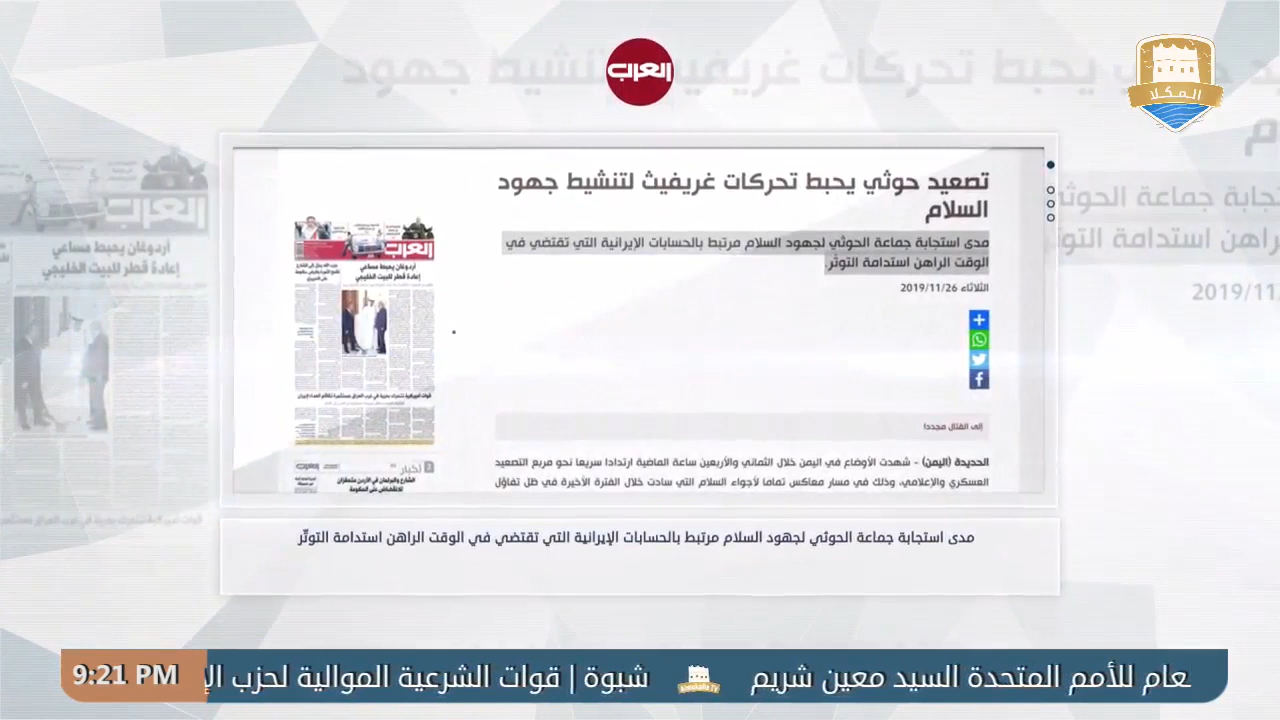 العرب
المكلا
تصعيد حوثي يحبط تحركات غريفيث لتنشيط جهود
السلام
مدى استجابة جماعة الحوثي لجهود السلام مرتبط بالحسابات الإيرانية التي تقتضي في
الوقت الراهن استدامة التوتّر.
الثلاثاء 2019/11/26
العرب
أردوغان يحبط مساعي
إعادة قطر للبيت الخليجي
إلى القتال مجددا
الحديدة (اليمن) - شهدت الأوضاع في اليمن خلال الثماني والأربعين ساعة الماضية ارتدادا سريعا نحو مربع التصعيد
العسكري والإعلامي، وذلك في مسار معاكس تماما لأجواء السلام التي سادت خلال الفترة الأخيرة في ظل تفاؤل
أخبار
مدى استجابة جماعة الحوثي لجهود السلام مرتبط بالحسابات الإيرانية التي تقتضي في الوقت الراهن استدامة التوتّر
عام للأمم المتحدة السيد معين شريم
Almukalla TV
شبوة | قوات الشرعية الموالية لحزب الإ
9:21 PM